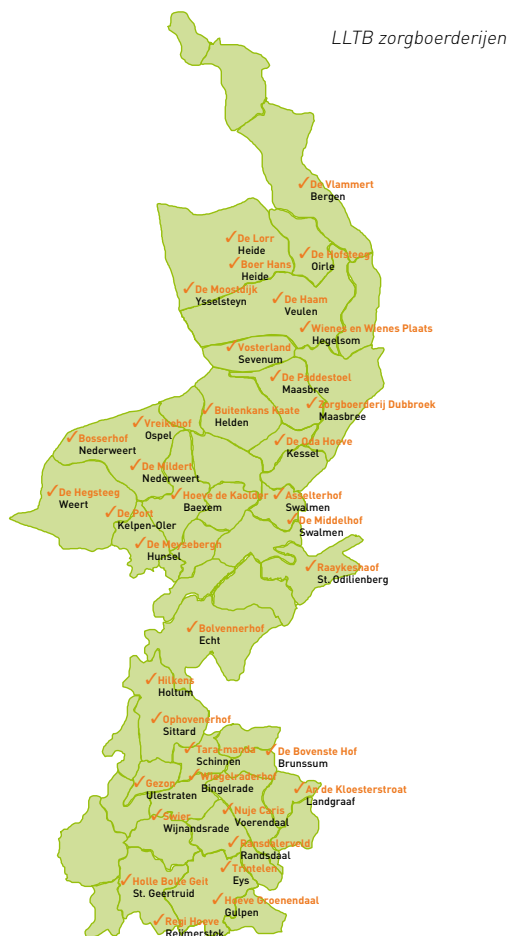 LLTB zorgboerderijen
De Vlammert
Bergen
De Lorr
Heide
De Hofsteeg
Oirle
Boer Hans
Heide
De Moostdijk
Ysselsteyn
De Haam
Veulen
Wienes en Wienes Plaats
Hegelsom
Vosterland
Sevenum
De Paddestoel
Maasbree
Zorgboerderij Dubbroek
Maasbree
Buitenkans Kaate
Helden
Vreikehof
Ospel
Bosserhof
Nederweert
De Oda Hoeve
Kessel
De Mildert
Nederweert
De Hegsteeg
Weert
Hoeve de Kaolder
Baexem
Asselterhof
Swalmen
De Port
Kelpen-Oler
De Middelhof
Swalmen
De Meysebergh
Hunsel
Raaykeshaof
St. Odilienberg
Bolvennerhof
Echt
Hilkens
Holtum
Ophovenerhof
Sittard
Tara-manda
Schinnen
De Bovenste Hof
Brunssum
Wiegelraderhof
Bingelrade
Gezon
Ulestraten
An de Kloesterstroat
Landgraaf
Nuje Caris
Voerendaal
Swier
Wijnandsrade
Ransdalerveld
Randsdaal
Trintelen
Eys
Holle Bolle Geit
St. Geertruid
Hoeve Groenendaal
Gulpen
Regi Hoeve
Reijmerstok